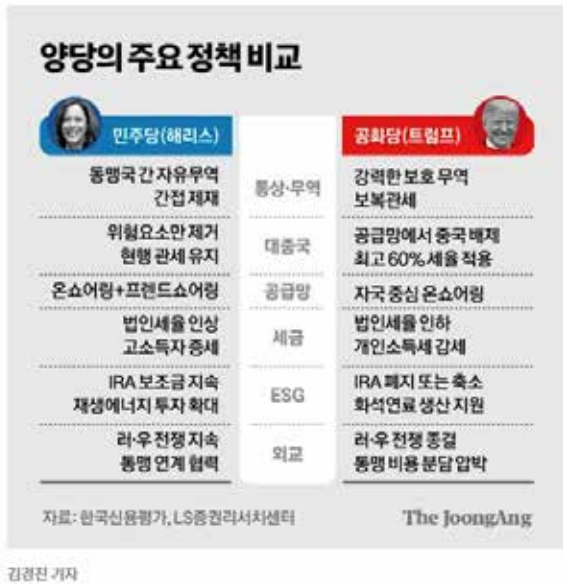 양당의 주요 정책 비교
민주당(해리스)
공화당(트럼프)
동맹국 간 자유무역
간접 제재
통상·무역
강력한 보호 무역
보복관세
위험요소만 제거
현행 관세 유지
대중국
공급망에서 중국 배제
최고 60% 세율 적용
온쇼어링+프렌드쇼어링
공급망
자국 중심 온쇼어링
법인세율 인상
고소득자 증세
세금
법인세율 인하
개인소득세 감세
IRA 보조금 지속
재생에너지 투자 확대
ESG
IRA 폐지 또는 축소
화석연료 생산 지원
러·우 전쟁 지속
동맹 연계 협력
외교
러·우 전쟁 종결
동맹 비용 분담 압박
자료: 한국신용평가, LS증권리서치센터
The JoongAng
김경진 기자